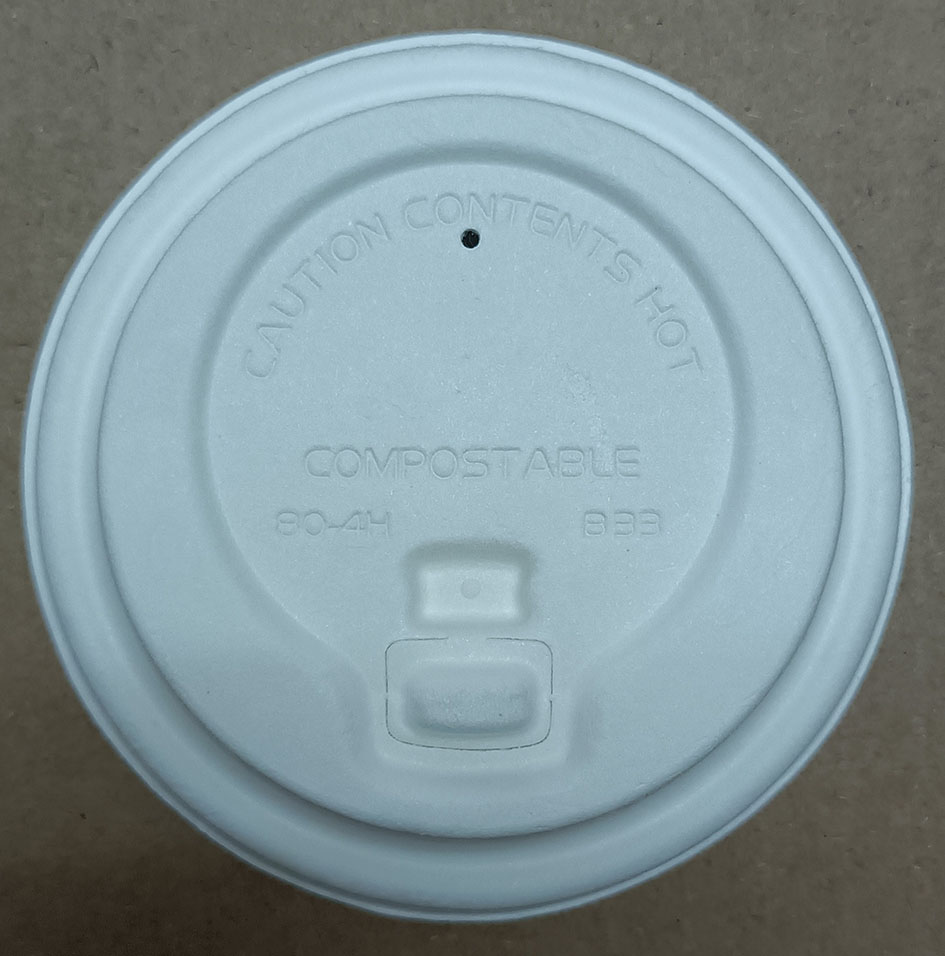 CAUTION CONTENTS HOT
COMPOSTABLE
80-4H B33